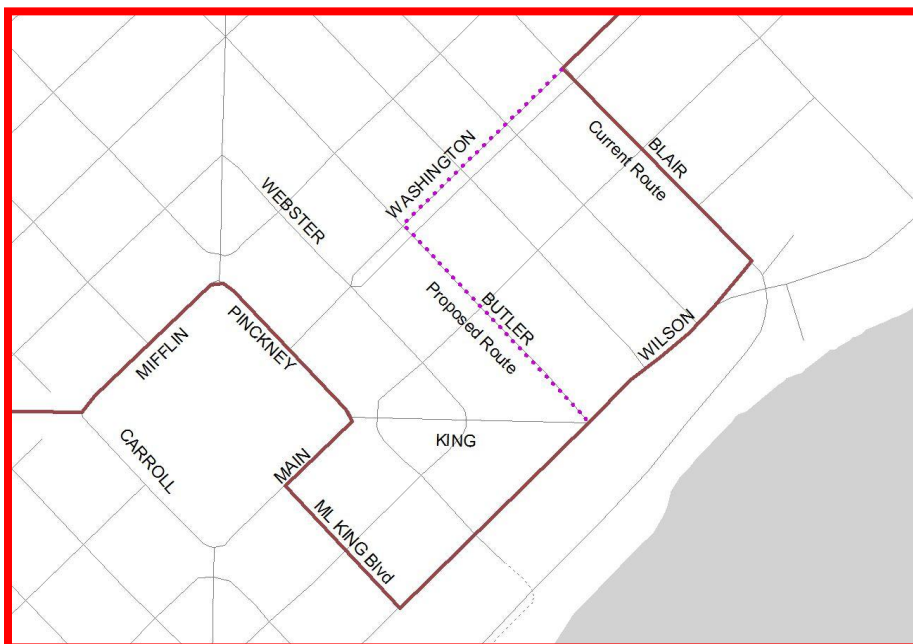 WASHINGTON
BLAIR
Current Route
WEBSTER
BUTLER
Proposed Route
PINCKNEY
MIFFLIN
WILSON
KING
CARROLL
MAIN
ML KING Blvd